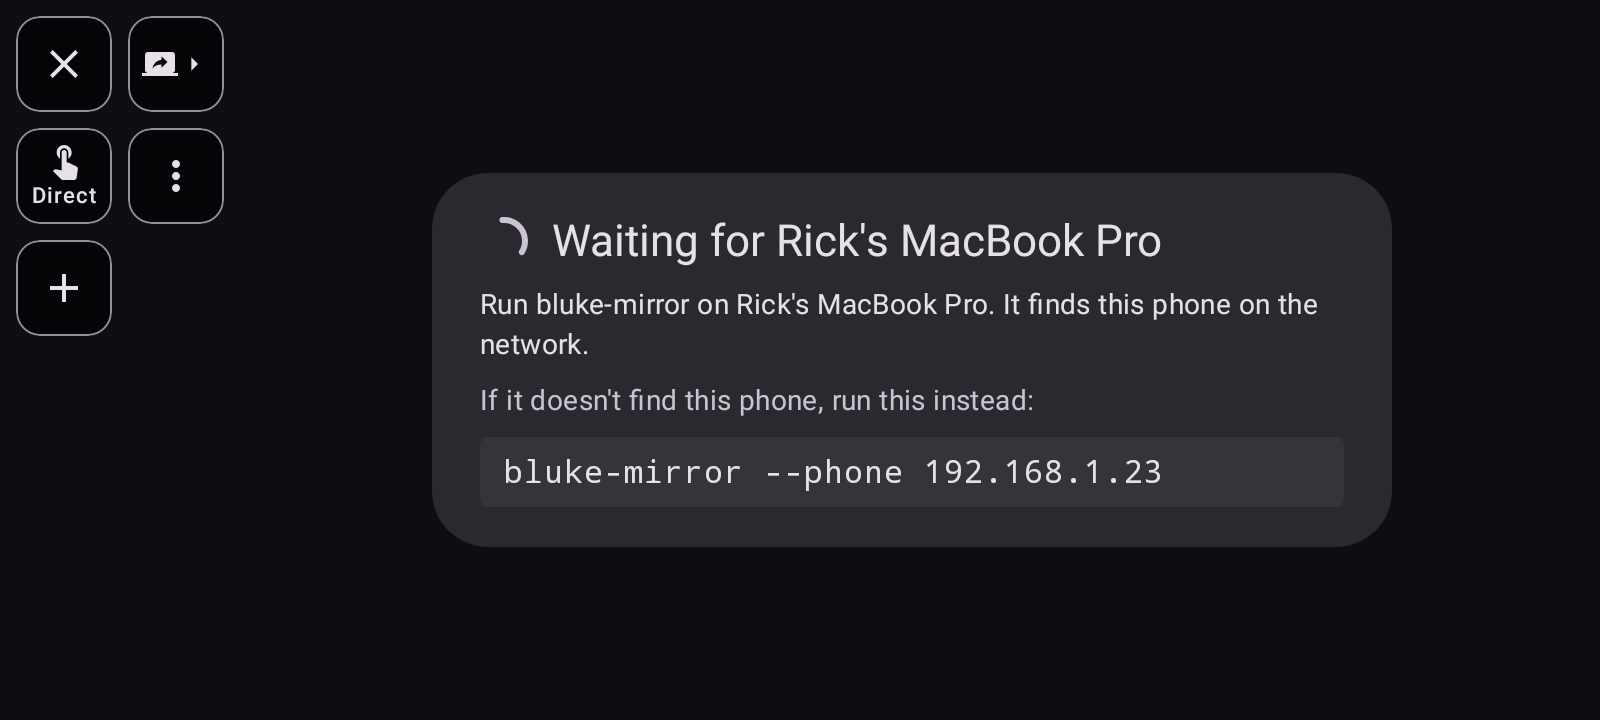 Direct
Waiting for Rick's MacBook Pro
Run bluke-mirror on Rick's MacBook Pro. It finds this phone on the
network.
If it doesn't find this phone, run this instead:
bluke-mirror --phone 192.168.1.23